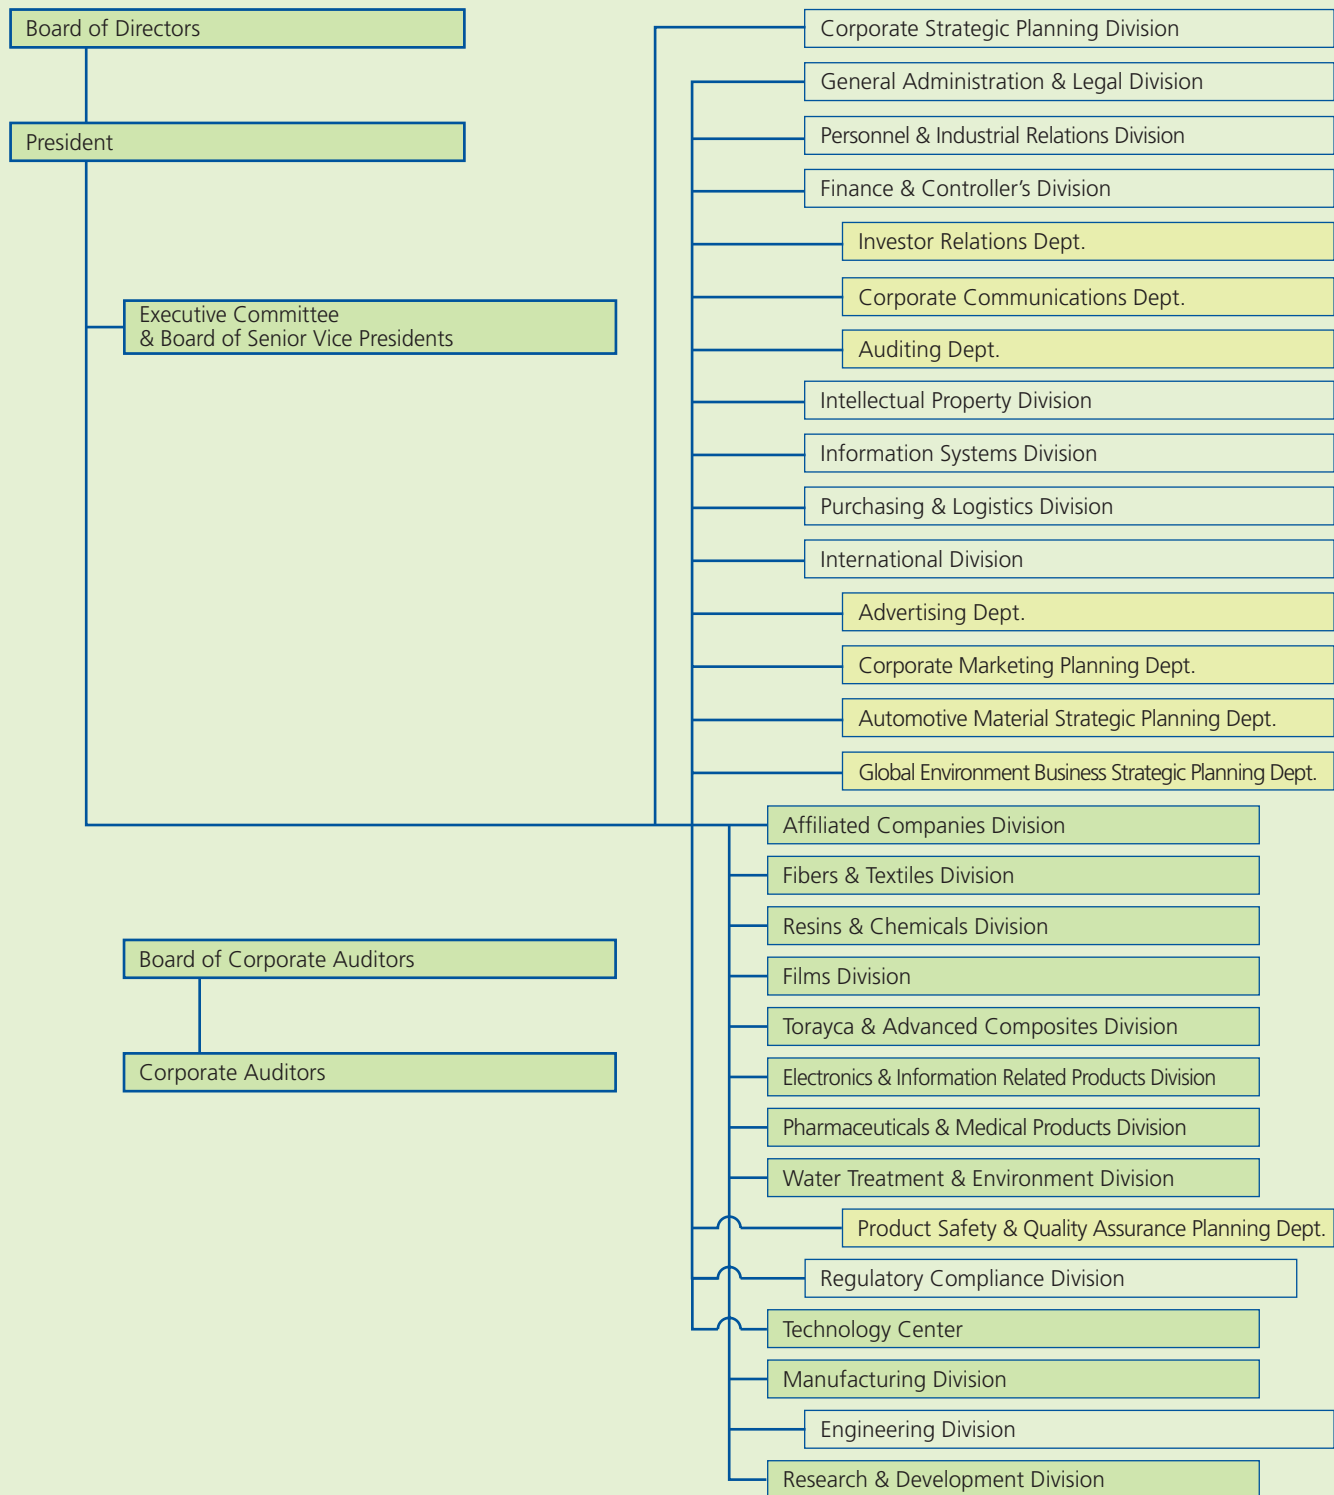 Board of Directors
President
Executive Committee
& Board of Senior Vice Presidents
Board of Corporate Auditors
Corporate Auditors
Corporate Strategic Planning Division
General Administration & Legal Division
Personnel & Industrial Relations Division
Finance & Controller’s Division
Investor Relations Dept.
Corporate Communications Dept.
Auditing Dept.
Intellectual Property Division
Information Systems Division
Purchasing & Logistics Division
International Division
Advertising Dept.
Corporate Marketing Planning Dept.
Automotive Material Strategic Planning Dept.
Global Environment Business Strategic Planning Dept.
Affiliated Companies Division
Fibers & Textiles Division
Resins & Chemicals Division
Films Division
Torayca & Advanced Composites Division
Electronics & Information Related Products Division
Pharmaceuticals & Medical Products Division
Water Treatment & Environment Division
Product Safety & Quality Assurance Planning Dept.
Regulatory Compliance Division
Technology Center
Manufacturing Division
Engineering Division
Research & Development Division